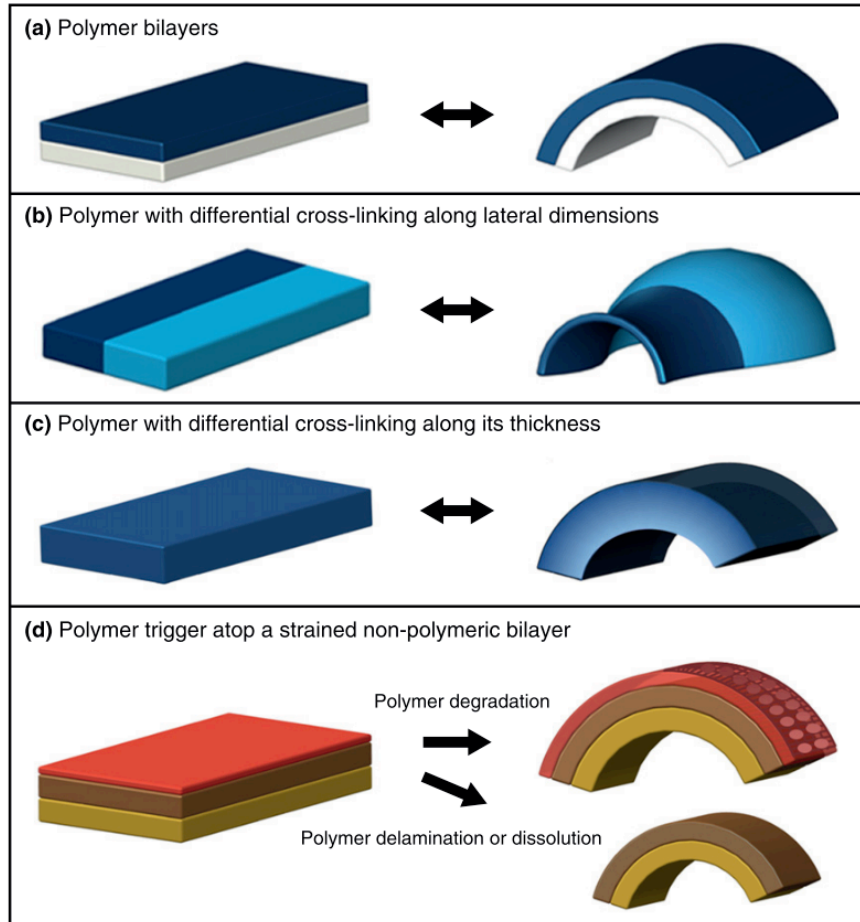 (a) Polymer bilayers
(b) Polymer with differential cross-linking along lateral dimensions
(c) Polymer with differential cross-linking along its thickness
(d) Polymer trigger atop a strained non-polymeric bilayer
Polymer degradation
Polymer delamination or dissolution